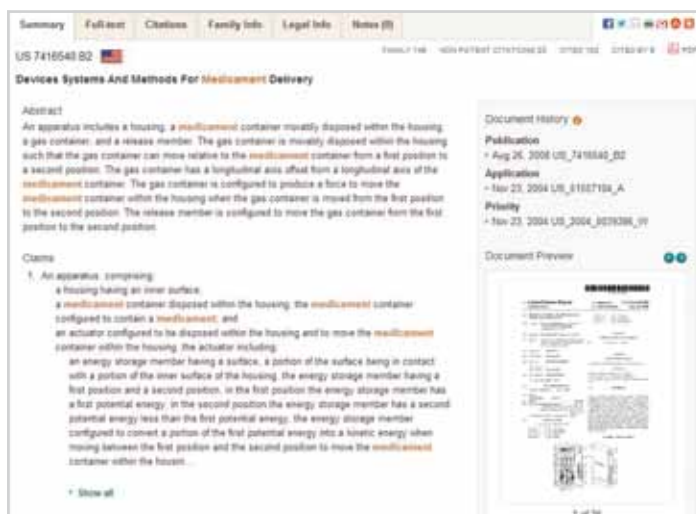 Summary Full-text Citations Family Info Legal Info Notes (0)
US 7416540 B2
PDF
Devices Systems And Methods For Medicament Delivery
Abstract
An apparatus includes a housing, a medicament container movably disposed within the housing,
a gas container, and a release member. The gas container is movably disposed within the housing
such that the gas container can move relative to the medicament container from a first position to
a second position. The gas container has a longitudinal axis offset from a longitudinal axis of the
medicament container. The gas container is configured to produce a force to move the
medicament container within the housing when the gas container is moved from the first position
to the second position. The release member is configured to move the gas container from the first
position to the second position.
Claims
1. An apparatus, comprising:
a housing having an inner surface;
a medicament container disposed within the housing, the medicament container
configured to contain a medicament; and
an actuator configured to be disposed within the housing and to move the medicament
container within the housing, the actuator including:
an energy storage member having a surface, a portion of the surface being in contact
with a portion of the inner surface of the housing, the energy storage member having a
first position and a second position, in the first position the energy storage member has
a first potential energy, in the second position the energy storage member has a second
potential energy less than the first potential energy, the energy storage member
configured to convert a portion of the first potential energy into a kinetic energy when
moving between the first position and the second position to move the medicament
container within the housin...
Show all
Document History
Publication
• Aug 26, 2008 US_7416540_B2
Application
• Nov 23, 2004
Priority
• Nov 23, 2004
Document Preview